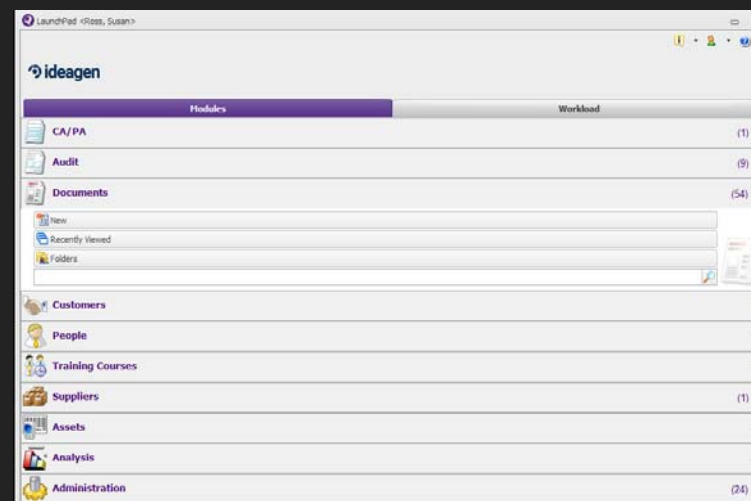 LaunchPad <Ross, Susan>
ideagen
Modules Workload
CA/PA (1)
Audit (9)
Documents (54)
New
Recently Viewed
Folders
Customers
People
Training Courses
Suppliers (1)
Assets
Analysis
Administration (24)